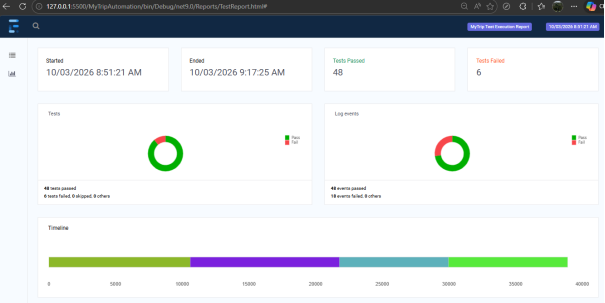 127.0.0.1:5500/MyTripAutomation/bin/Debug/net9.0/Reports/TestReport.html#
MyTrip Test Execution Report 10/03/2026 8:51:21 AM
Started
10/03/2026 8:51:21 AM
Ended
10/03/2026 9:17:25 AM
Tests Passed
48
Tests Failed
6
Tests
Pass
Fail
48 tests passed
6 tests failed, 0 skipped, 0 others
Log events
Pass
Fail
48 events passed
18 events failed, 0 others
Timeline
0 5000 10000 15000 20000 25000 30000 35000 40000